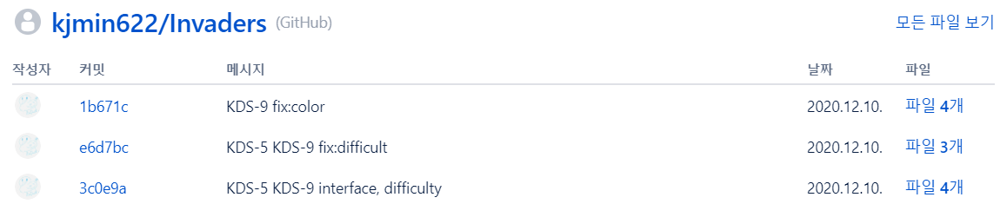 kjmin622/Invaders (GitHub) 모든 파일 보기
작성자 커밋 메시지 날짜 파일
1b671c KDS-9 fix:color 2020.12.10. 파일 4개
e6d7bc KDS-5 KDS-9 fix:difficult 2020.12.10. 파일 3개
3c0e9a KDS-5 KDS-9 interface, difficulty 2020.12.10. 파일 4개